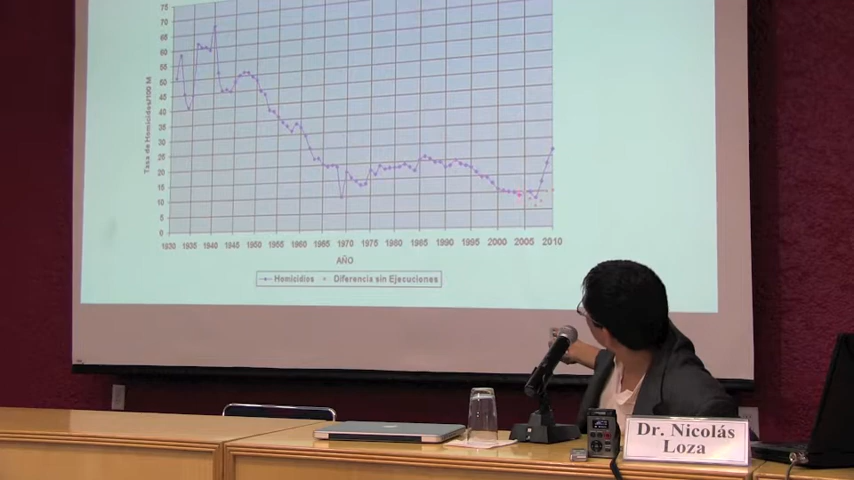 75
70
65
60
55
50
45
40
35
30
25
20
15
10
5
0
Tasa de Homicidios/100 M
1930 1935 1940 1945 1950 1955 1960 1965 1970 1975 1980 1985 1990 1995 2000 2005 2010
AÑO
Homicidios Diferencia sin Ejecuciones
Dr. Nicolás
Loza